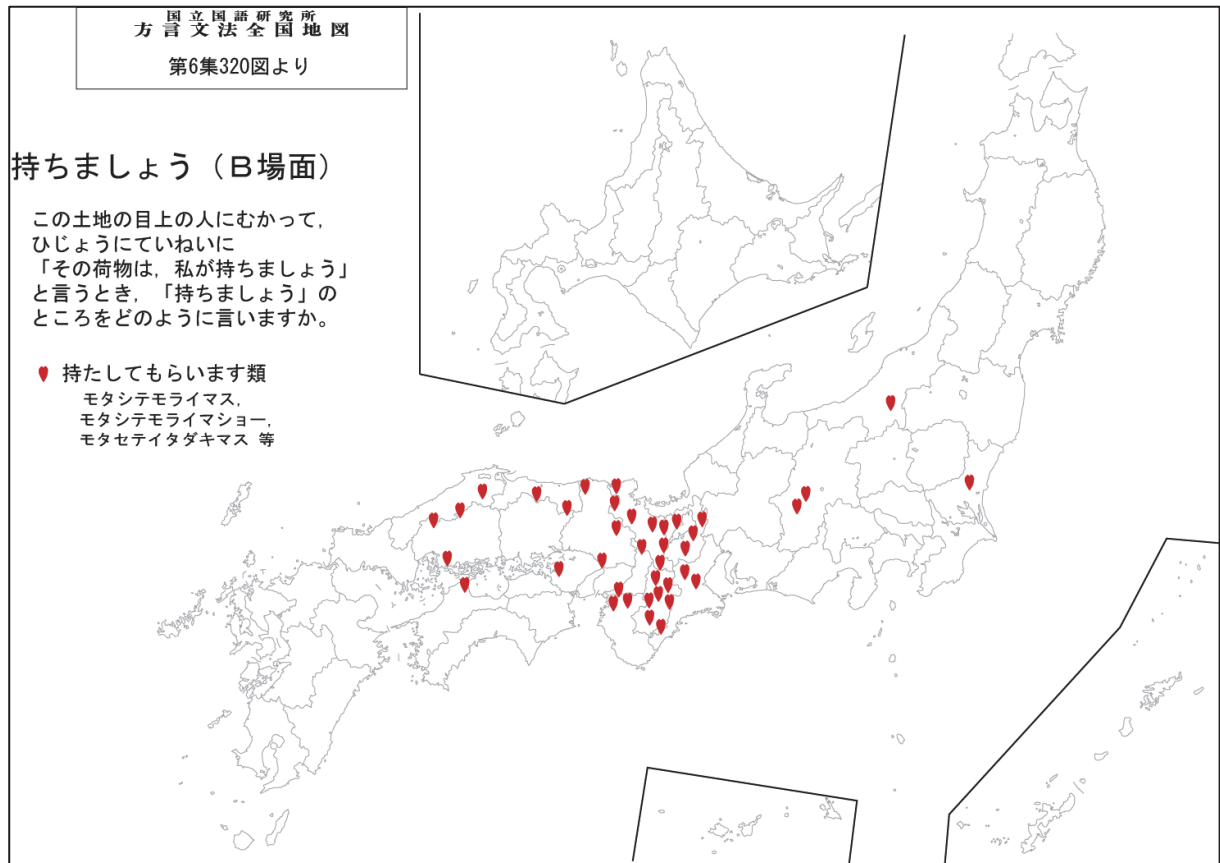 国立国語研究所
方言文法全国地図
第6集320図より
持ちましょう（Ｂ場面）
この土地の目上の人にむかって，
ひじょうにていねいに
「その荷物は，私が持ちましょう」
と言うとき，「持ちましょう」の
ところをどのように言いますか。
持たしてもらいます類
モタシテモライマス，
モタシテモライマショー，
モタセテイタダキマス 等